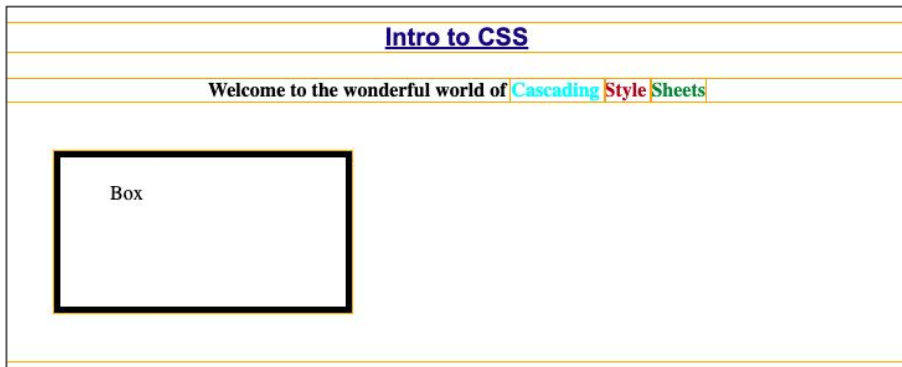 Intro to CSS
Welcome to the wonderful world of Cascading Style Sheets
Box